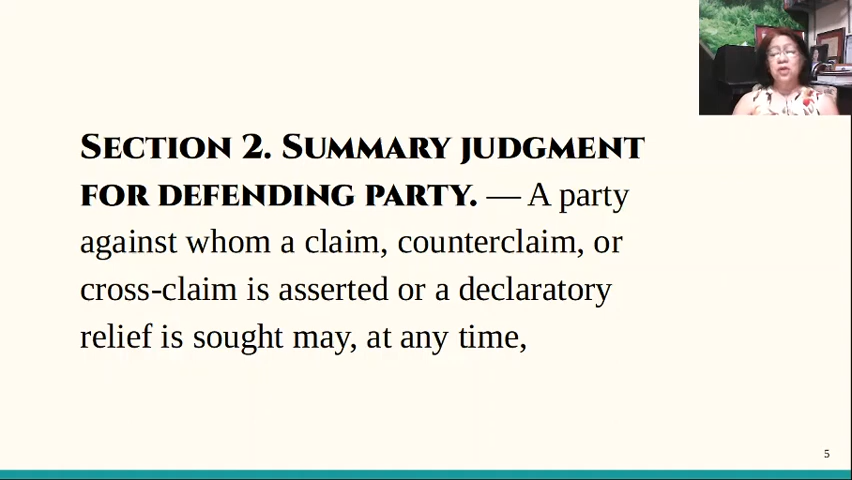 Section 2. Summary judgment
for defending party. — A party
against whom a claim, counterclaim, or
cross-claim is asserted or a declaratory
relief is sought may, at any time,
5